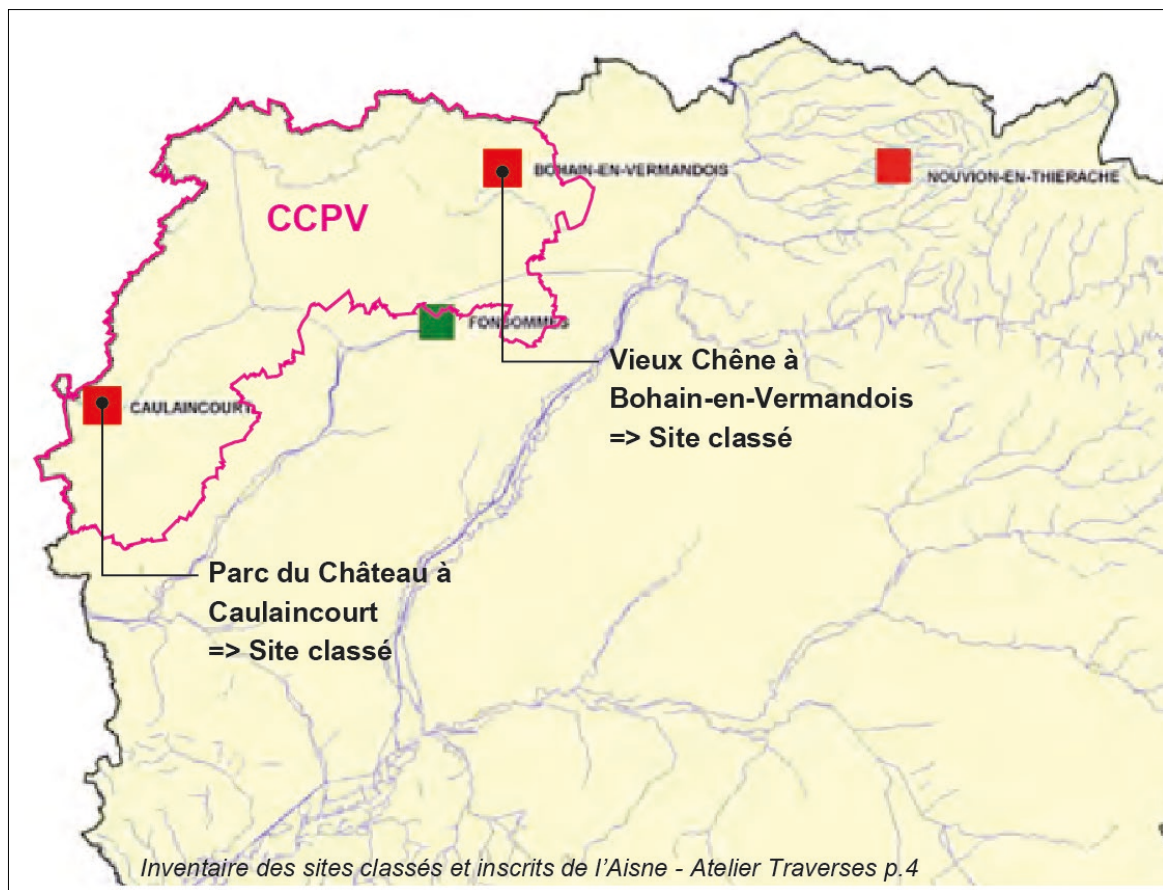 BOHAIN-EN-VERMANDOIS
NOUVION-EN-THIERACHE
CCPV
FONSOMMES
Vieux Chêne à
Bohain-en-Vermandois
=> Site classé
CAULAINCOURT
Parc du Château à
Caulaincourt
=> Site classé
Inventaire des sites classés et inscrits de l'Aisne - Atelier Traverses p.4